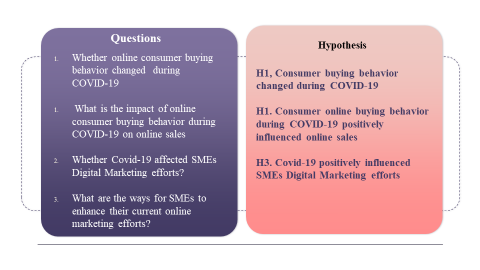 Questions
1. Whether online consumer buying
behavior changed during
COVID-19
1. What is the impact of online
consumer buying behavior during
COVID-19 on online sales
2. Whether Covid-19 affected SMEs
Digital Marketing efforts?
3. What are the ways for SMEs to
enhance their current online
marketing efforts?
Hypothesis
H1, Consumer buying behavior
changed during COVID-19
H1. Consumer online buying behavior
during COVID-19 positively
influenced online sales
H3. Covid-19 positively influenced
SMEs Digital Marketing efforts